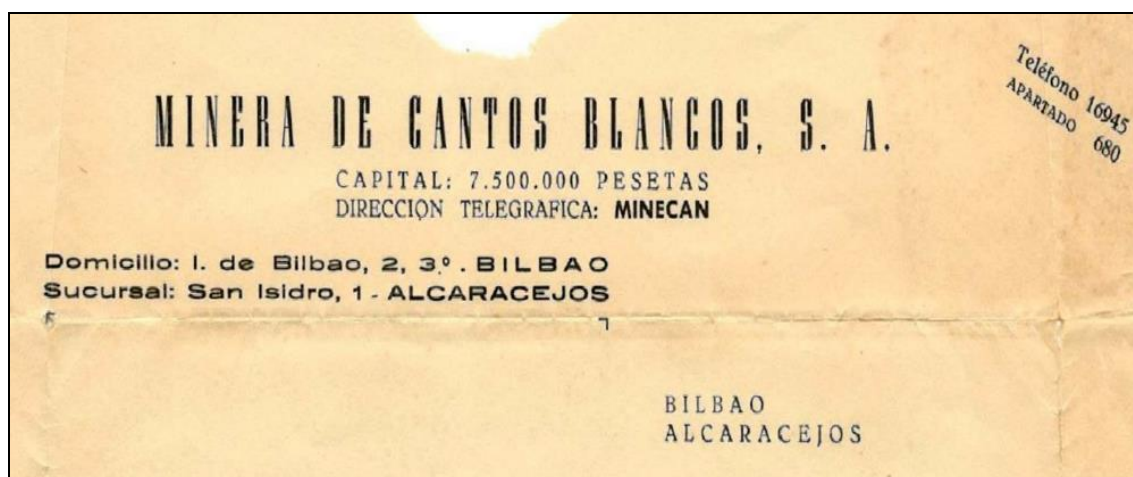 Teléfono 16945
APARTADO 680
MINERA DE CANTOS BLANCOS, S. A.
CAPITAL: 7.500.000 PESETAS
DIRECCION TELEGRAFICA: MINECAN
Domicilio: I. de Bilbao, 2, 3.º. BILBAO
Sucursal: San Isidro, 1 - ALCARACEJOS
BILBAO
ALCARACEJOS